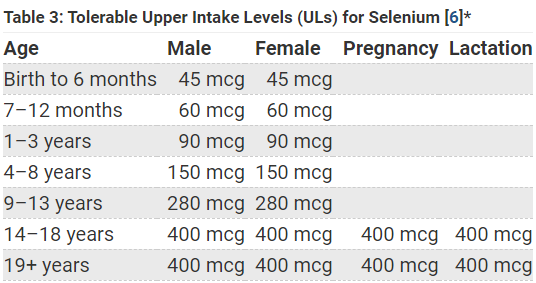 Table 3: Tolerable Upper Intake Levels (ULs) for Selenium [6]*
Age Male Female Pregnancy Lactation
Birth to 6 months 45 mcg 45 mcg
7–12 months 60 mcg 60 mcg
1–3 years 90 mcg 90 mcg
4–8 years 150 mcg 150 mcg
9–13 years 280 mcg 280 mcg
14–18 years 400 mcg 400 mcg 400 mcg 400 mcg
19+ years 400 mcg 400 mcg 400 mcg 400 mcg